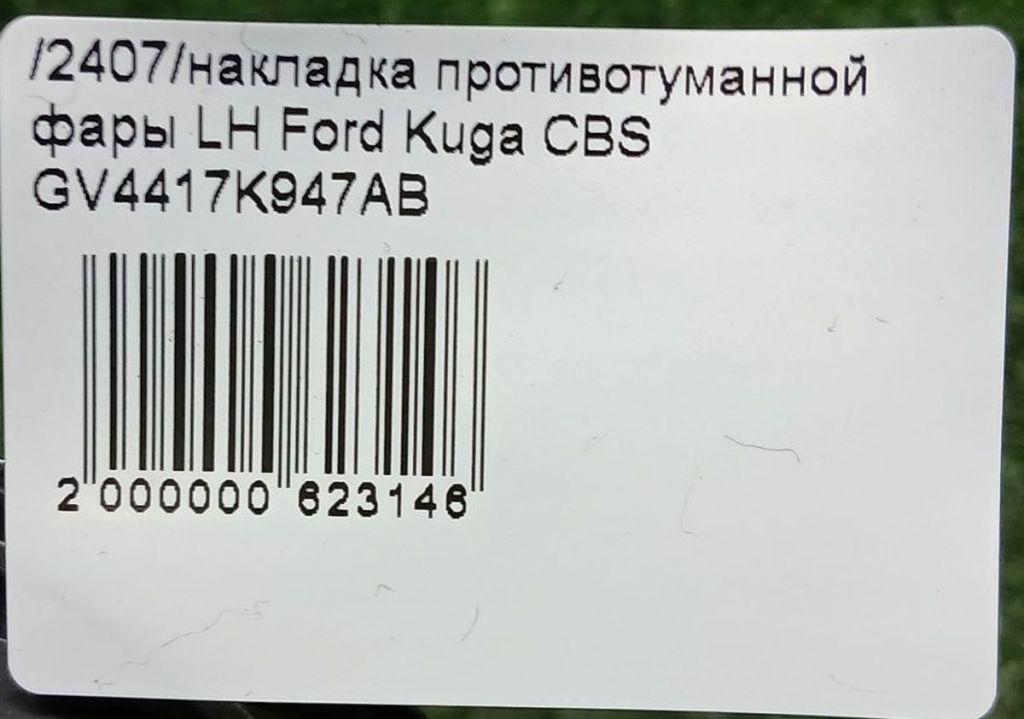 /2407/накладка противотуманной
фары LH Ford Kuga CBS
GV4417K947AB
2 000000 623146